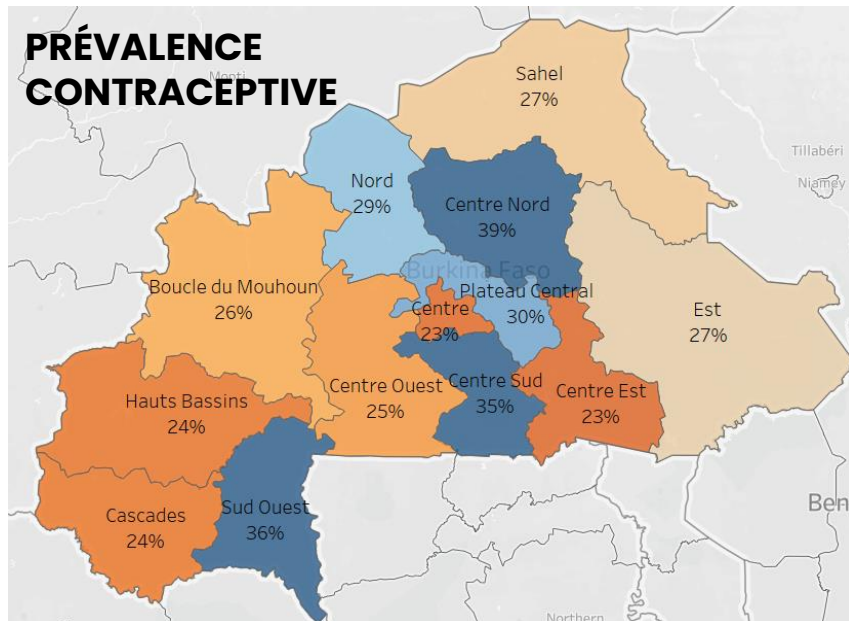 PRÉVALENCE
CONTRACEPTIVE
Monti
Sahel
27%
Tillabéri
Niamey
Nord
29%
Centre Nord
39%
Burkina Faso
Boucle du Mouhoun
26%
Plateau Central
30%
Centre
23%
Est
27%
Centre Ouest
25%
Centre Sud
35%
Centre Est
23%
Hauts Bassins
24%
Cascades
24%
Sud Ouest
36%
Ben
Northern